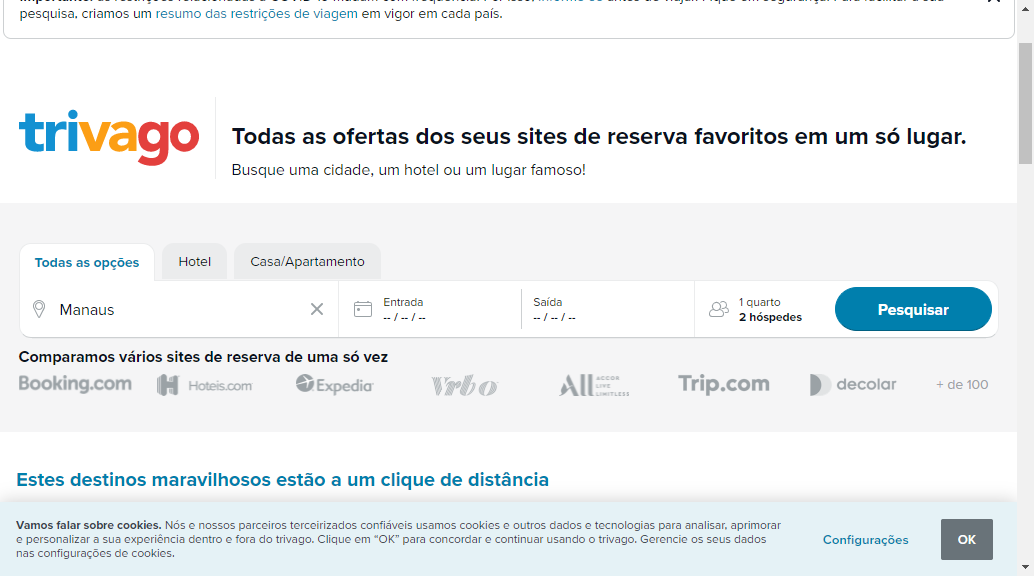 pesquisa, criamos um resumo das restrições de viagem em vigor em cada país.
trivago
Todas as ofertas dos seus sites de reserva favoritos em um só lugar.
Busque uma cidade, um hotel ou um lugar famoso!
Todas as opções
Hotel
Casa/Apartamento
Manaus
Entrada
-- / -- / --
Saída
-- / -- / --
1 quarto
2 hóspedes
Pesquisar
Comparamos vários sites de reserva de uma só vez
Booking.com
Hoteis.com
Expedia
Vrbo
All ACCOR
LIVE
LIMITLESS
Trip.com
decolar
+ de 100
Estes destinos maravilhosos estão a um clique de distância
Vamos falar sobre cookies. Nós e nossos parceiros terceirizados confiáveis usamos cookies e outros dados e tecnologias para analisar, aprimorar
e personalizar a sua experiência dentro e fora do trivago. Clique em “OK” para concordar e continuar usando o trivago. Gerencie os seus dados
nas configurações de cookies.
Configurações
OK